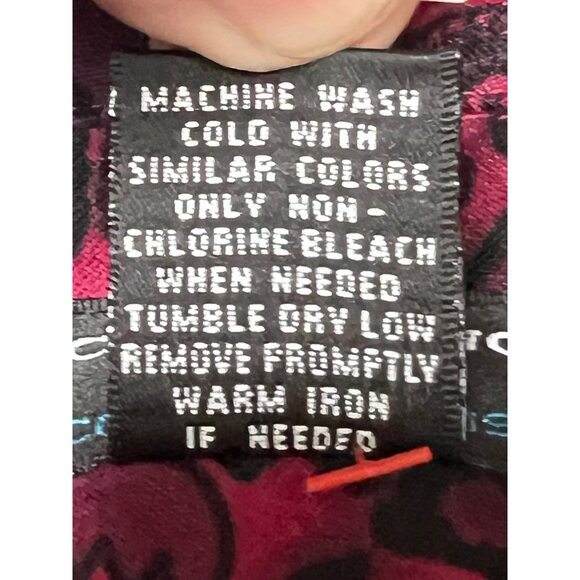 MACHINE WASH
COLD WITH
SIMILAR COLORS
ONLY NON-
CHLORINE BLEACH
WHEN NEEDED
TUMBLE DRY LOW
REMOVE PROMPTLY
WARM IRON
IF NEEDED